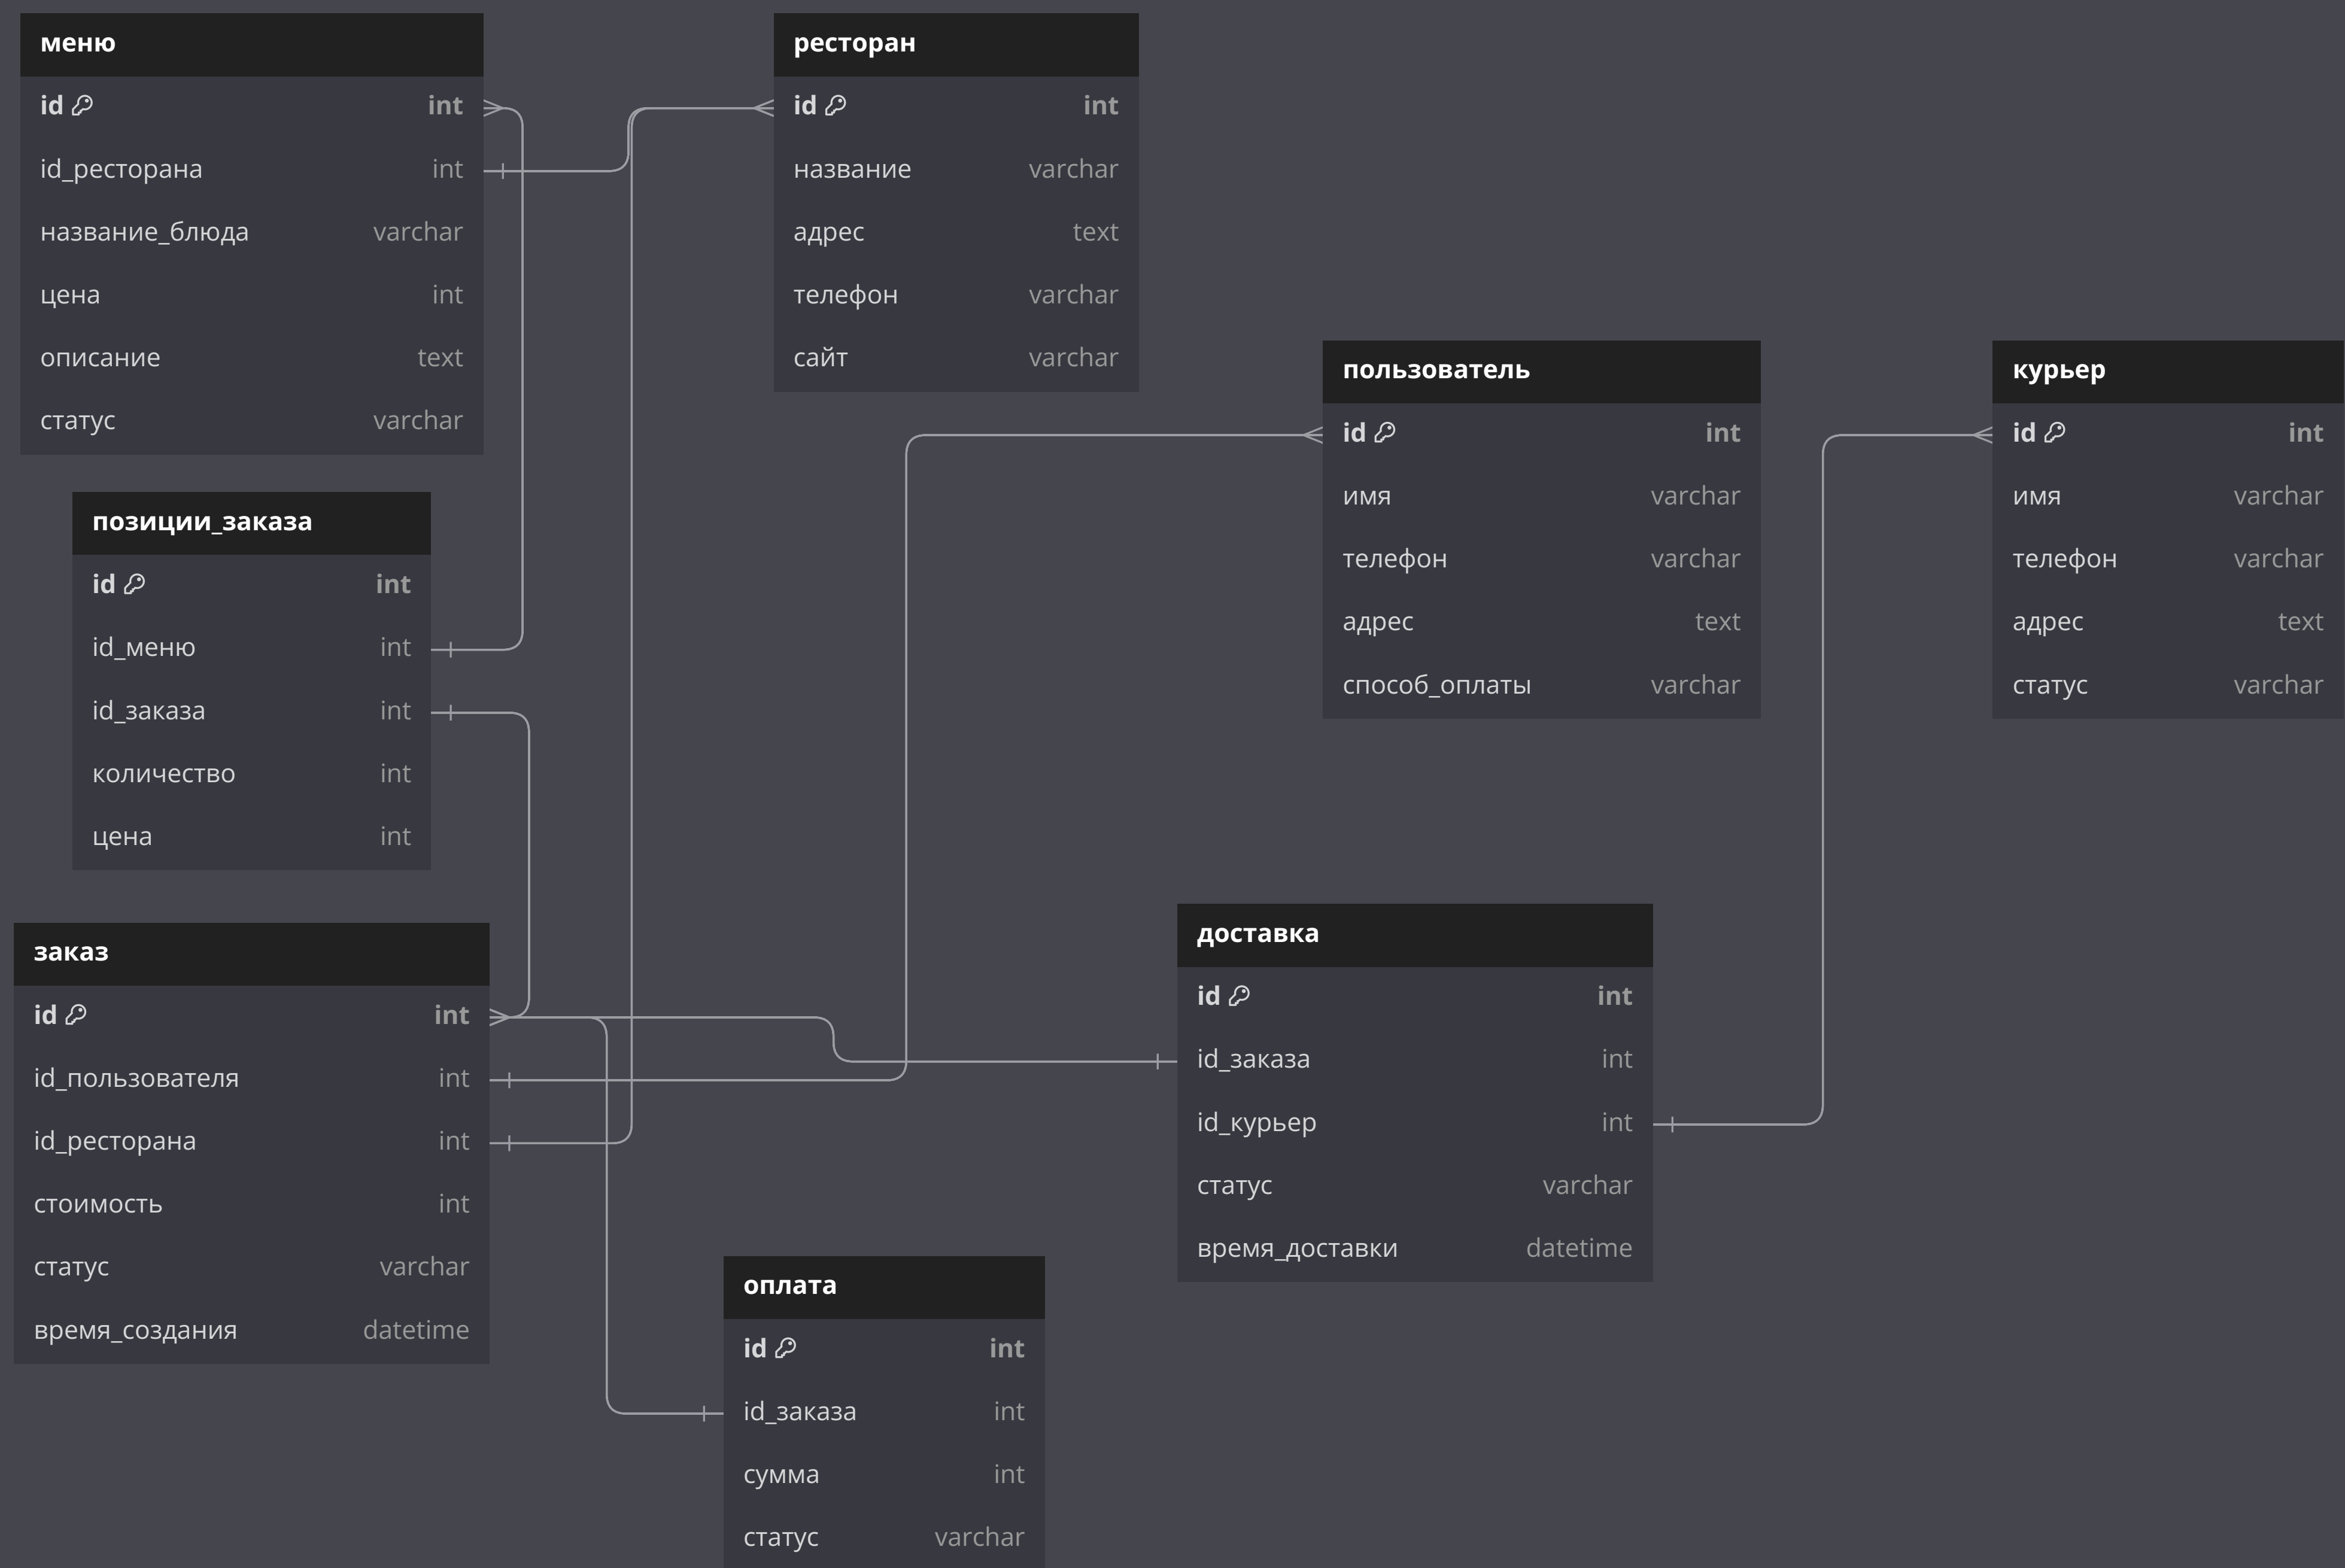 меню
id int
id_ресторана int
название_блюда varchar
цена int
описание text
статус varchar
ресторан
id int
название varchar
адрес text
телефон varchar
сайт varchar
пользователь
id int
имя varchar
телефон varchar
адрес text
способ_оплаты varchar
курьер
id int
имя varchar
телефон varchar
адрес text
статус varchar
позиции_заказа
id int
id_меню int
id_заказа int
количество int
цена int
заказ
id int
id_пользователя int
id_ресторана int
стоимость int
статус varchar
время_создания datetime
доставка
id int
id_заказа int
id_курьер int
статус varchar
время_доставки datetime
оплата
id int
id_заказа int
сумма int
статус varchar